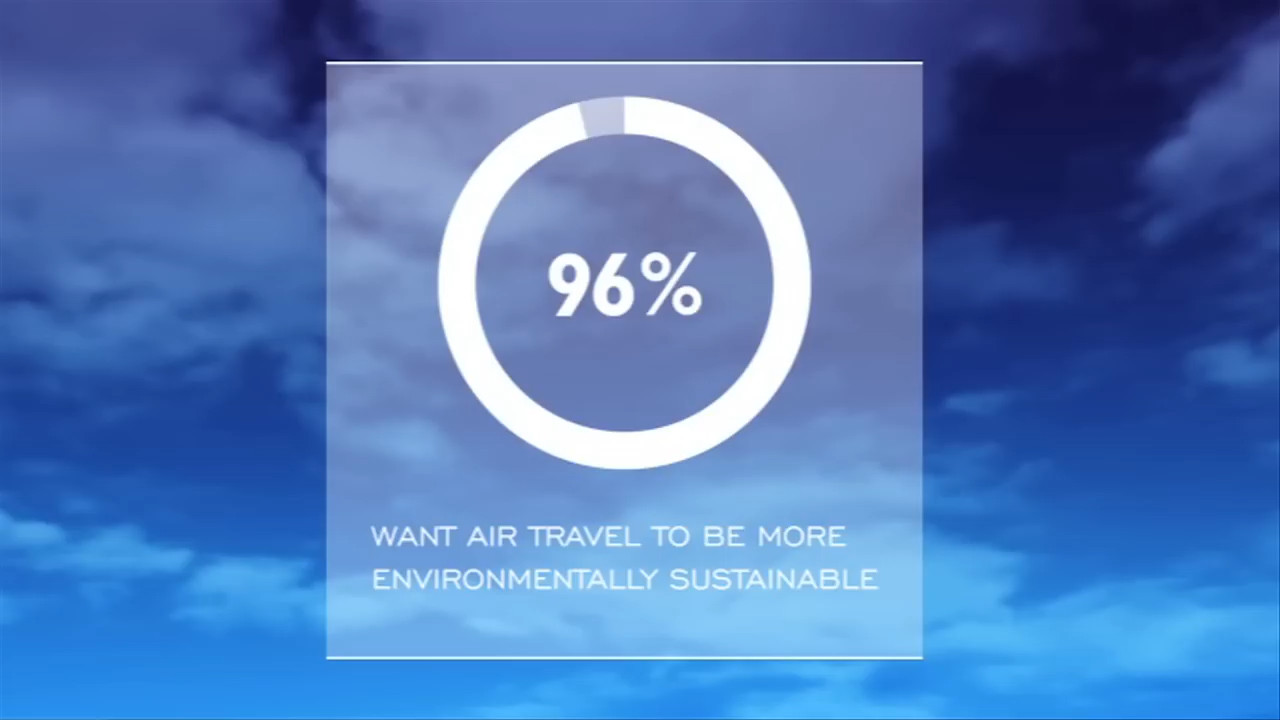 96%
WANT AIR TRAVEL TO BE MORE
ENVIRONMENTALLY SUSTAINABLE